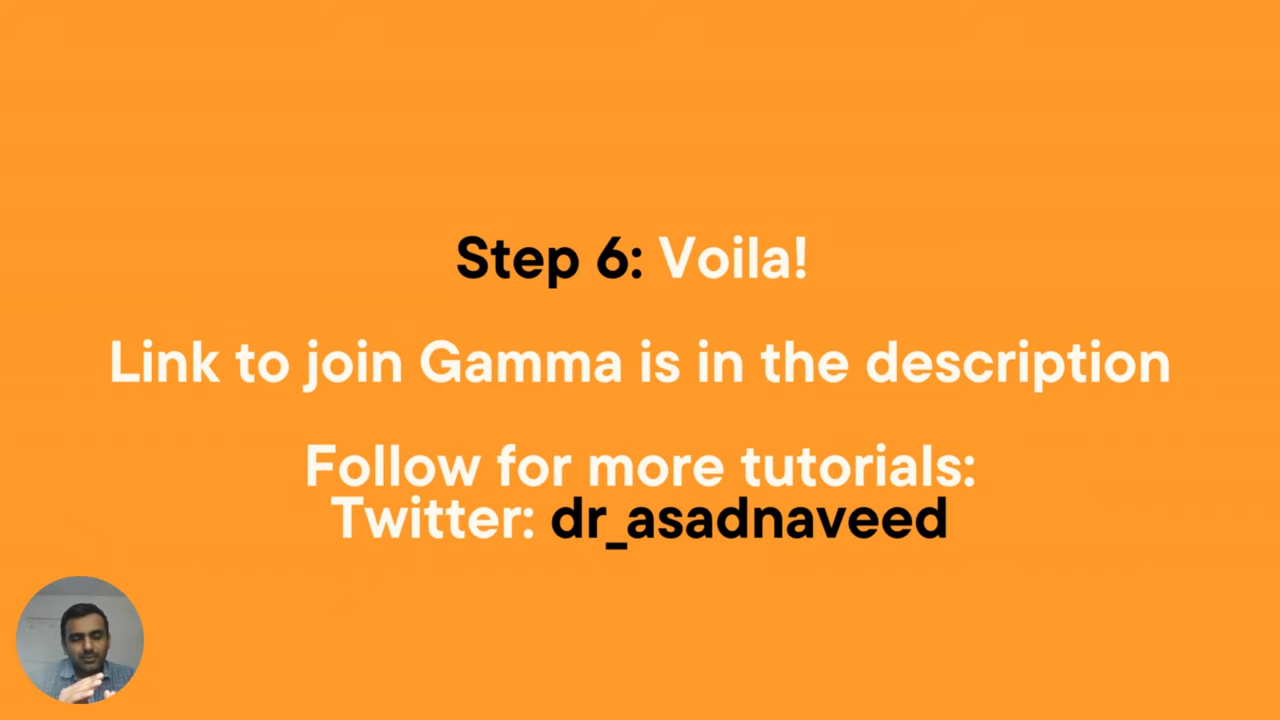 Step 6: Voila!
Link to join Gamma is in the description
Follow for more tutorials:
Twitter: dr_asadnaveed